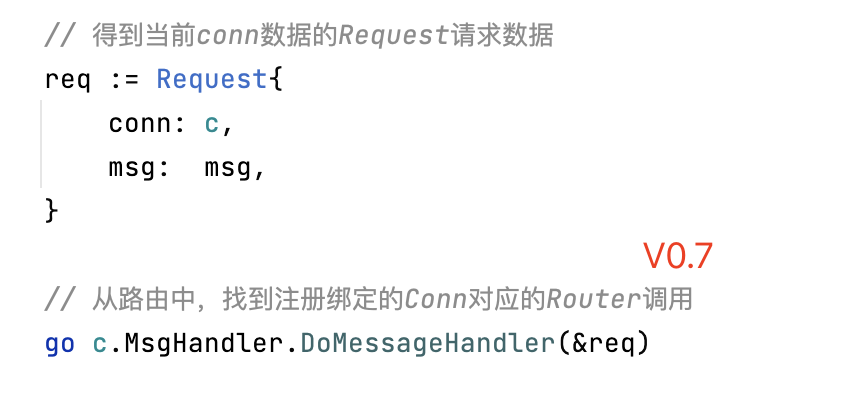 // 得到当前conn数据的Request请求数据
req := Request{
    conn: c,
    msg:  msg,
}
V0.7
// 从路由中，找到注册绑定的Conn对应的Router调用
go c.MsgHandler.DoMessageHandler(&req)